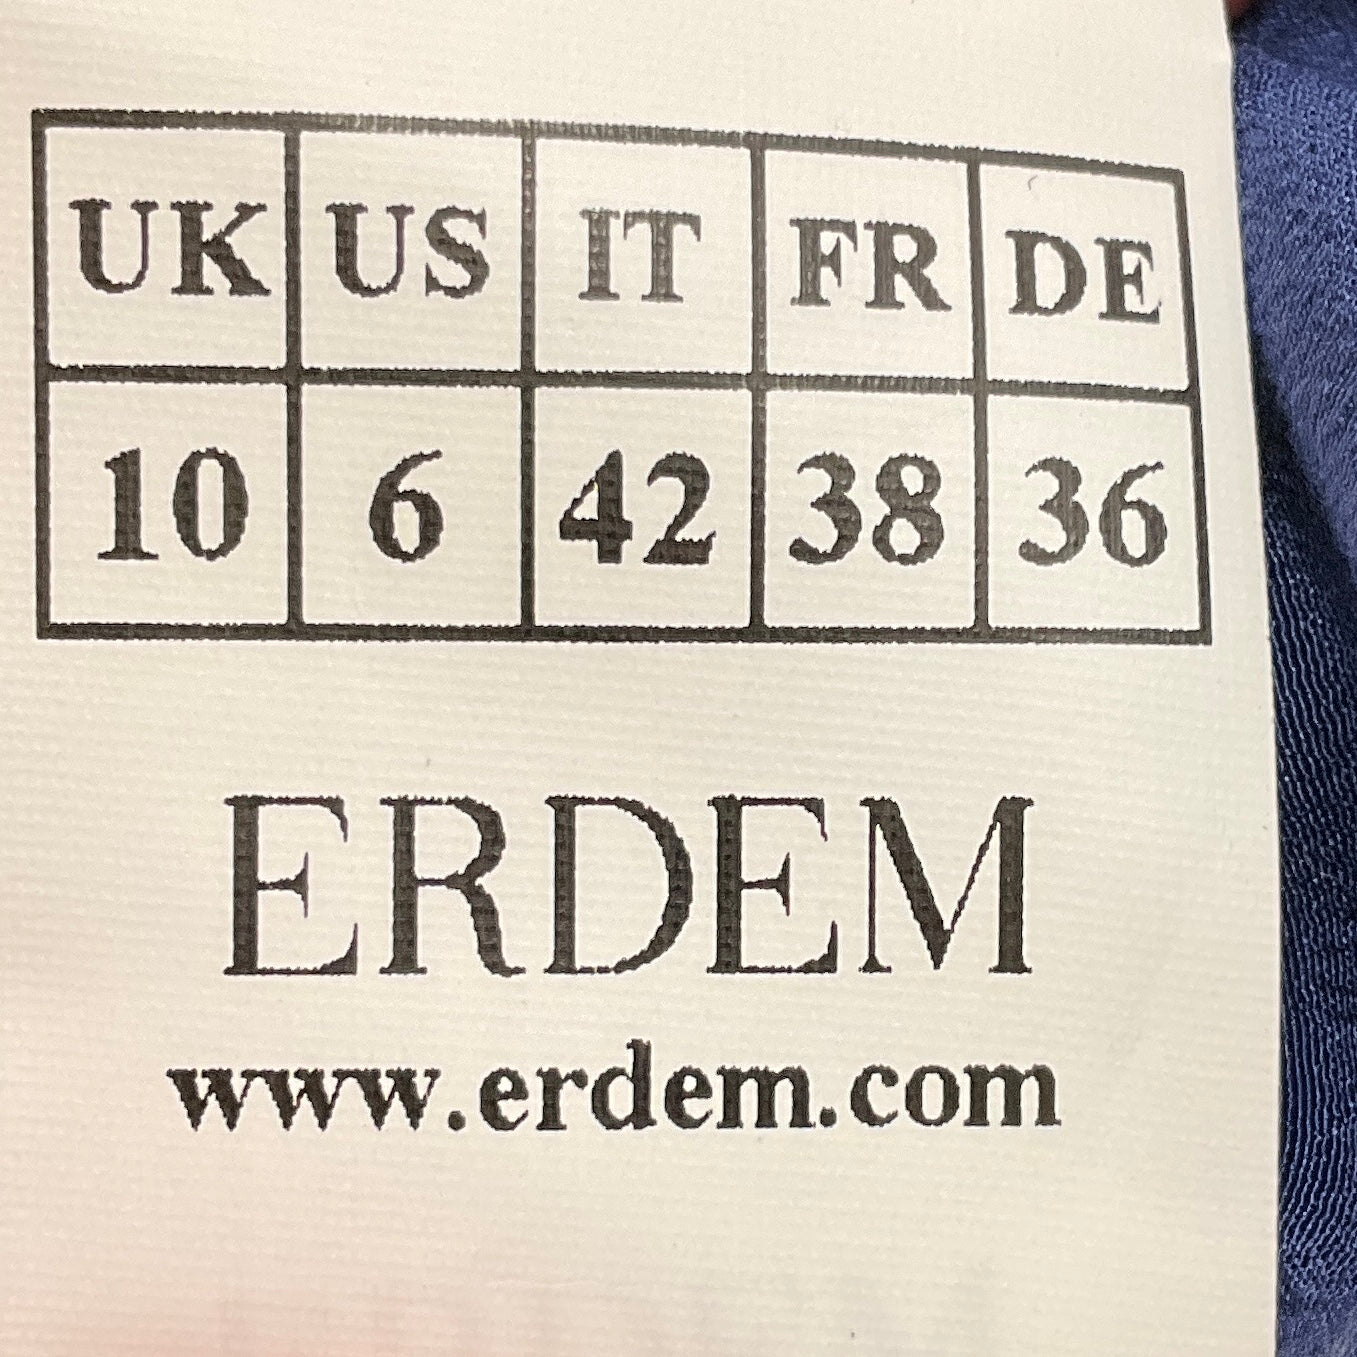 UK US IT FR DE
10 6 42 38 36
ERDEM
www.erdem.com